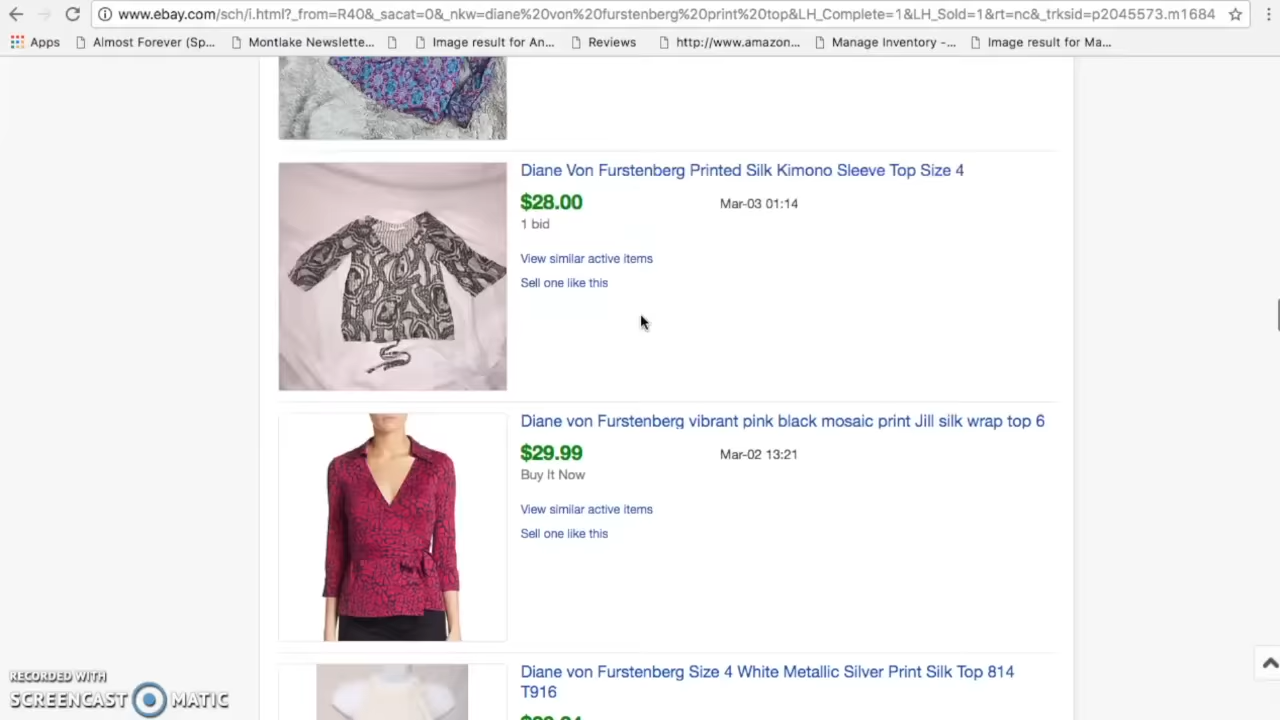 www.ebay.com/sch/i.html?_from=R40&_sacat=0&_nkw=diane%20von%20furstenberg%20print%20top&LH_Complete=1&LH_Sold=1&rt=nc&_trksid=p2045573.m1684
Apps Almost Forever (Sp... Montlake Newslette... Image result for An... Reviews http://www.amazon... Manage Inventory -... Image result for Ma...
Diane Von Furstenberg Printed Silk Kimono Sleeve Top Size 4
$28.00 Mar-03 01:14
1 bid
View similar active items
Sell one like this
Diane von Furstenberg vibrant pink black mosaic print Jill silk wrap top 6
$29.99 Mar-02 13:21
Buy It Now
View similar active items
Sell one like this
Diane von Furstenberg Size 4 White Metallic Silver Print Silk Top 814
T916
RECORDED WITH
SCREENCAST MATIC